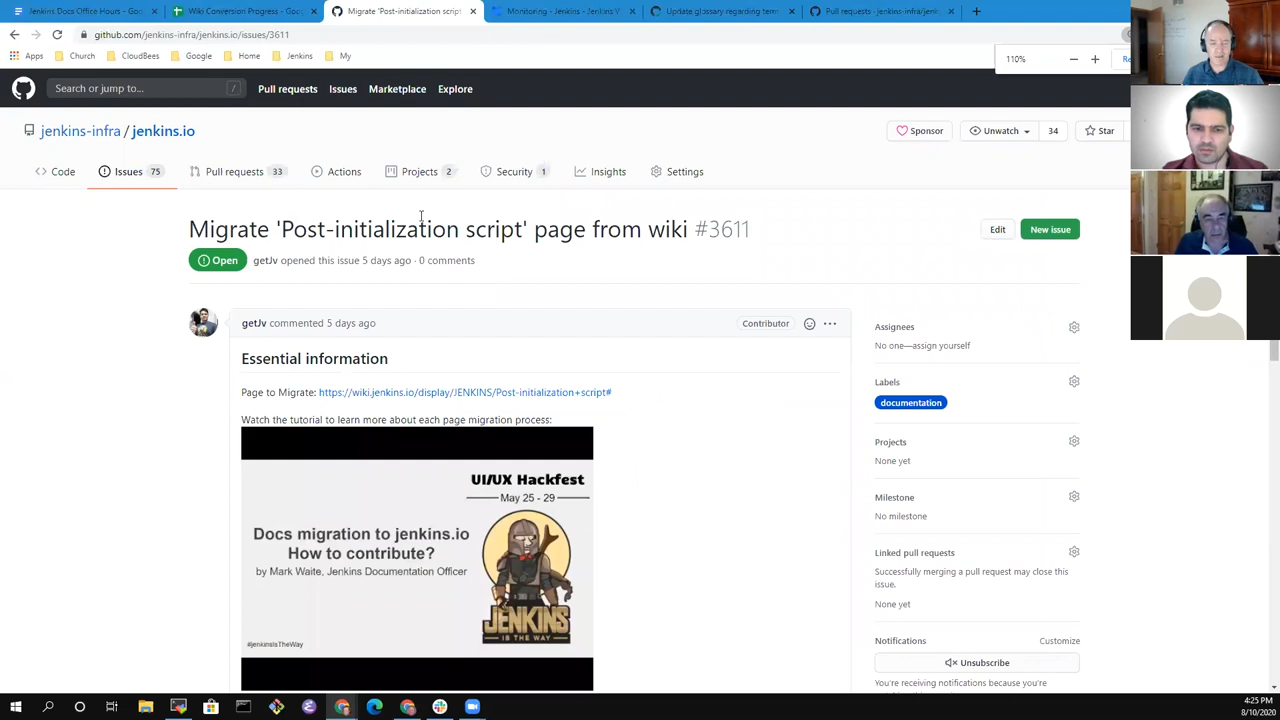 Jenkins Docs Office Hours - Goo
Wiki Conversion Progress - Goog
Migrate 'Post-initialization script'
Monitoring - Jenkins - Jenkins W
Update glossary regarding term
Pull requests · jenkins-infra/jenkin
github.com/jenkins-infra/jenkins.io/issues/3611
Apps
Church
CloudBees
Google
Home
Jenkins
My
110%
Search or jump to...
/
Pull requests
Issues
Marketplace
Explore
jenkins-infra / jenkins.io
Sponsor
Unwatch
34
Star
Code
Issues 75
Pull requests 33
Actions
Projects 2
Security 1
Insights
Settings
Migrate 'Post-initialization script' page from wiki #3611
Edit
New issue
Open
getJv opened this issue 5 days ago · 0 comments
getJv commented 5 days ago
Contributor
Essential information
Page to Migrate: https://wiki.jenkins.io/display/JENKINS/Post-initialization+script#
Watch the tutorial to learn more about each page migration process:
UI/UX Hackfest
May 25 - 29
Docs migration to jenkins.io
How to contribute?
by Mark Waite, Jenkins Documentation Officer
JENKINS
IS THE WAY
#JenkinsIsTheWay
Assignees
No one—assign yourself
Labels
documentation
Projects
None yet
Milestone
No milestone
Linked pull requests
Successfully merging a pull request may close this
issue.
None yet
Notifications
Customize
Unsubscribe
You're receiving notifications because you're
4:25 PM
8/10/2020